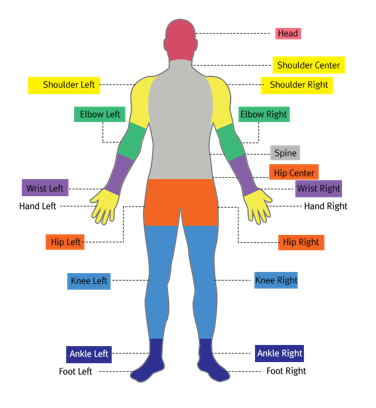 Head
Shoulder Center
Shoulder Left
Shoulder Right
Elbow Left
Elbow Right
Spine
Hip Center
Wrist Left
Wrist Right
Hand Left
Hand Right
Hip Left
Hip Right
Knee Left
Knee Right
Ankle Left
Ankle Right
Foot Left
Foot Right